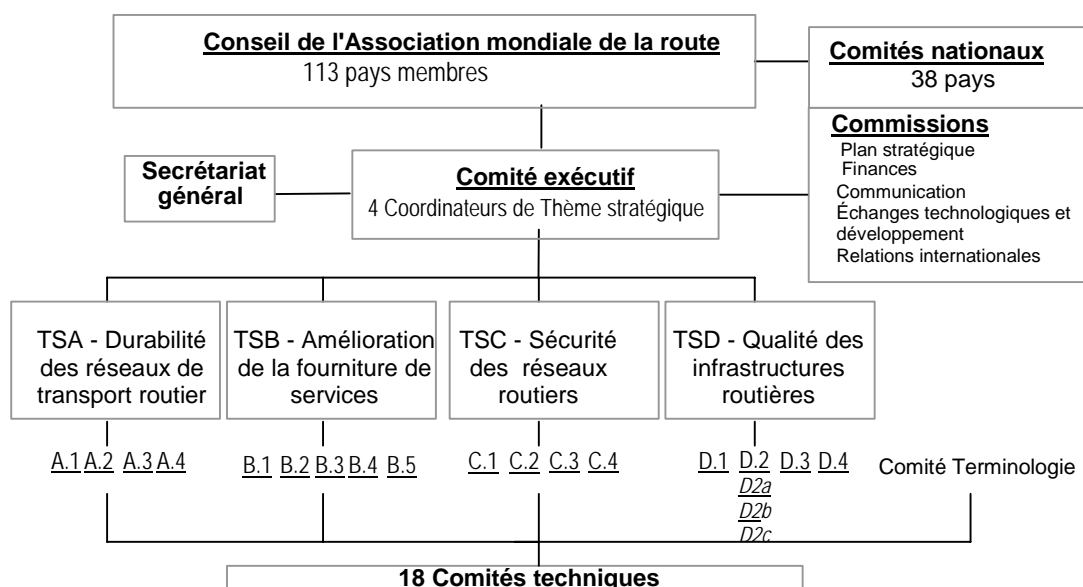 Conseil de l'Association mondiale de la route
113 pays membres
Comités nationaux
38 pays
Commissions
Plan stratégique
Finances
Communication
Échanges technologiques et
développement
Relations internationales
Secrétariat
général
Comité exécutif
4 Coordinateurs de Thème stratégique
TSA - Durabilité
des réseaux de
transport routier
TSB - Amélioration
de la fourniture de
services
TSC - Sécurité
des réseaux
routiers
TSD - Qualité des
infrastructures
routières
A.1 A.2 A.3 A.4
B.1 B.2 B.3 B.4 B.5
C.1 C.2 C.3 C.4
D.1 D.2 D.3 D.4
D2a
D2b
D2c
Comité Terminologie
18 Comités techniques